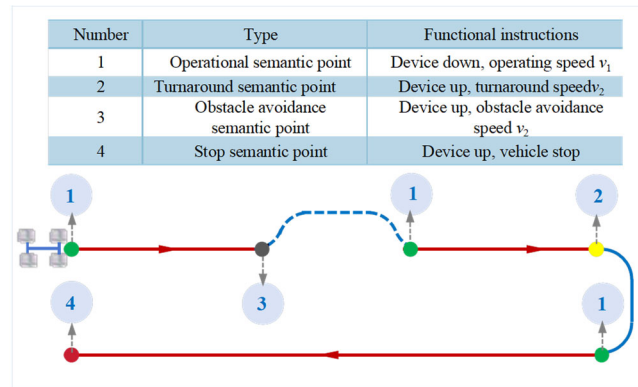 Number Type Functional instructions
1 Operational semantic point Device down, operating speed v₁
2 Turnaround semantic point Device up, turnaround speedv₂
3 Obstacle avoidance semantic point Device up, obstacle avoidance speed v₂
4 Stop semantic point Device up, vehicle stop
1 1 2
3
4 1